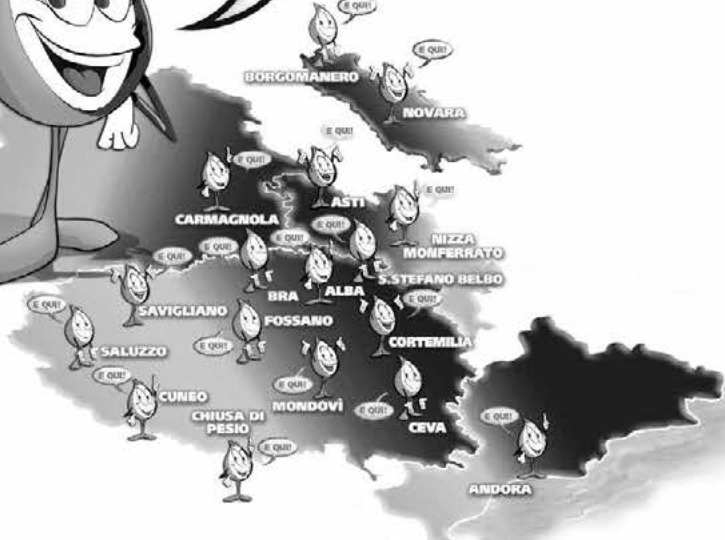 E QUI!
BORGOMANERO
E QUI!
NOVARA
E QUI!
E QUI!
CARMAGNOLA
ASTI
E QUI!
NIZZA
MONFERRATO
E QUI!
E QUI!
E QUI!
E QUI!
S.STEFANO BELBO
BRA
ALBA
E QUI!
SAVIGLIANO
E QUI!
FOSSANO
CORTEMILIA
SALUZZO
E QUI!
E QUI!
CUNEO
E QUI!
MONDOVÌ
E QUI!
CEVA
CHIUSA DI
PESIO
E QUI!
E QUI!
ANDORA